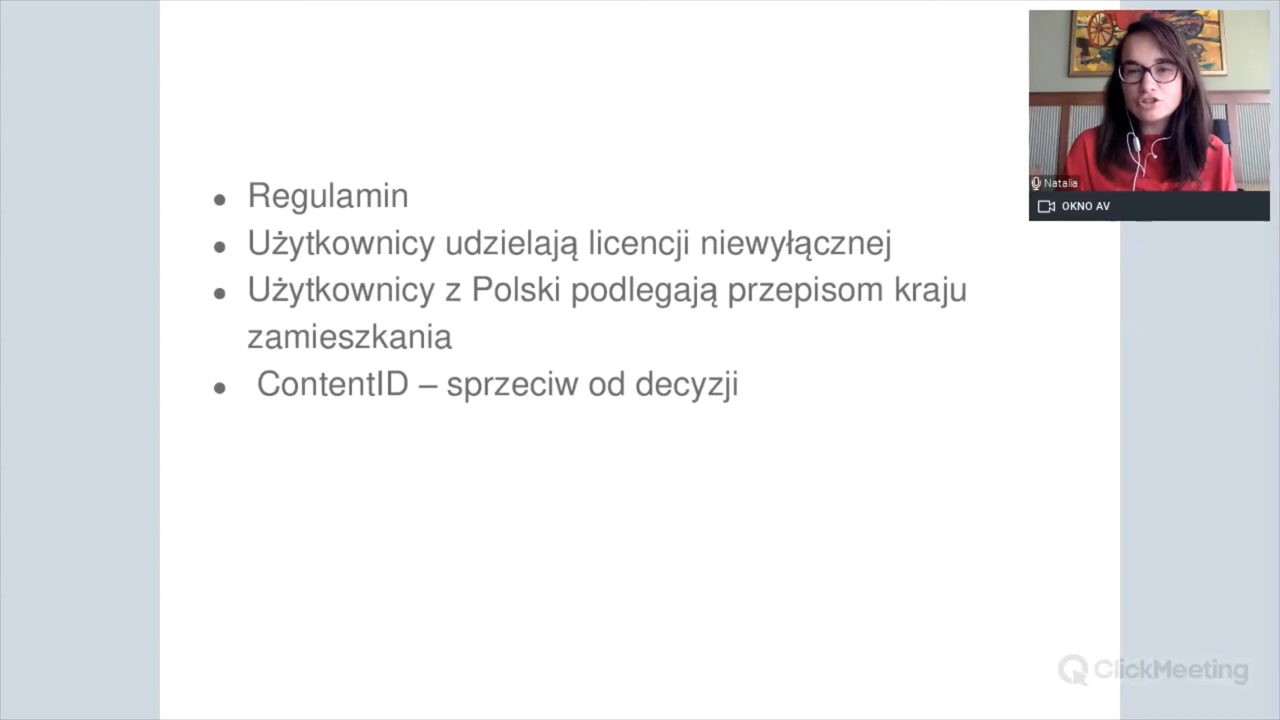 Regulamin
Użytkownicy udzielają licencji niewyłącznej
Użytkownicy z Polski podlegają przepisom kraju
zamieszkania
ContentID – sprzeciw od decyzji
Natalia
OKNO AV
ClickMeeting